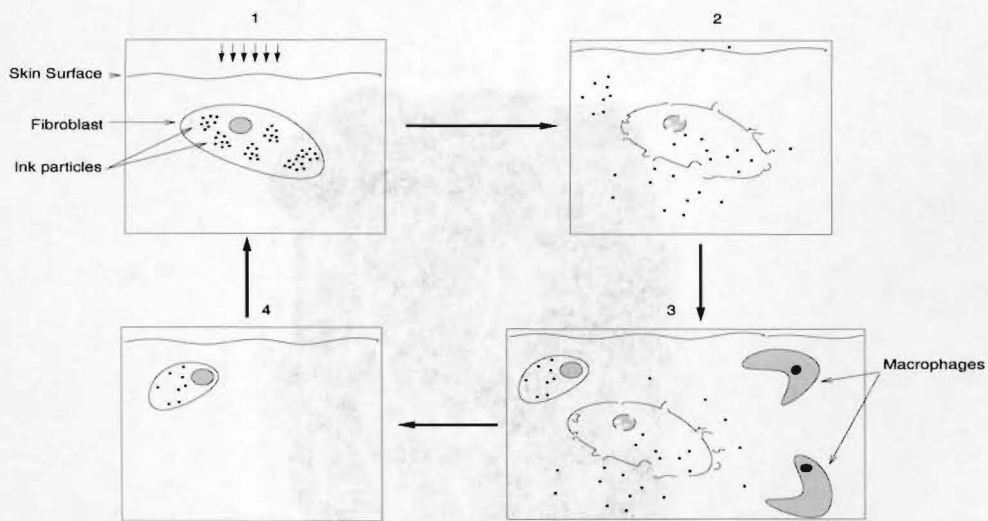 1
2
Skin Surface
Fibroblast
Ink particles
4
3
Macrophages